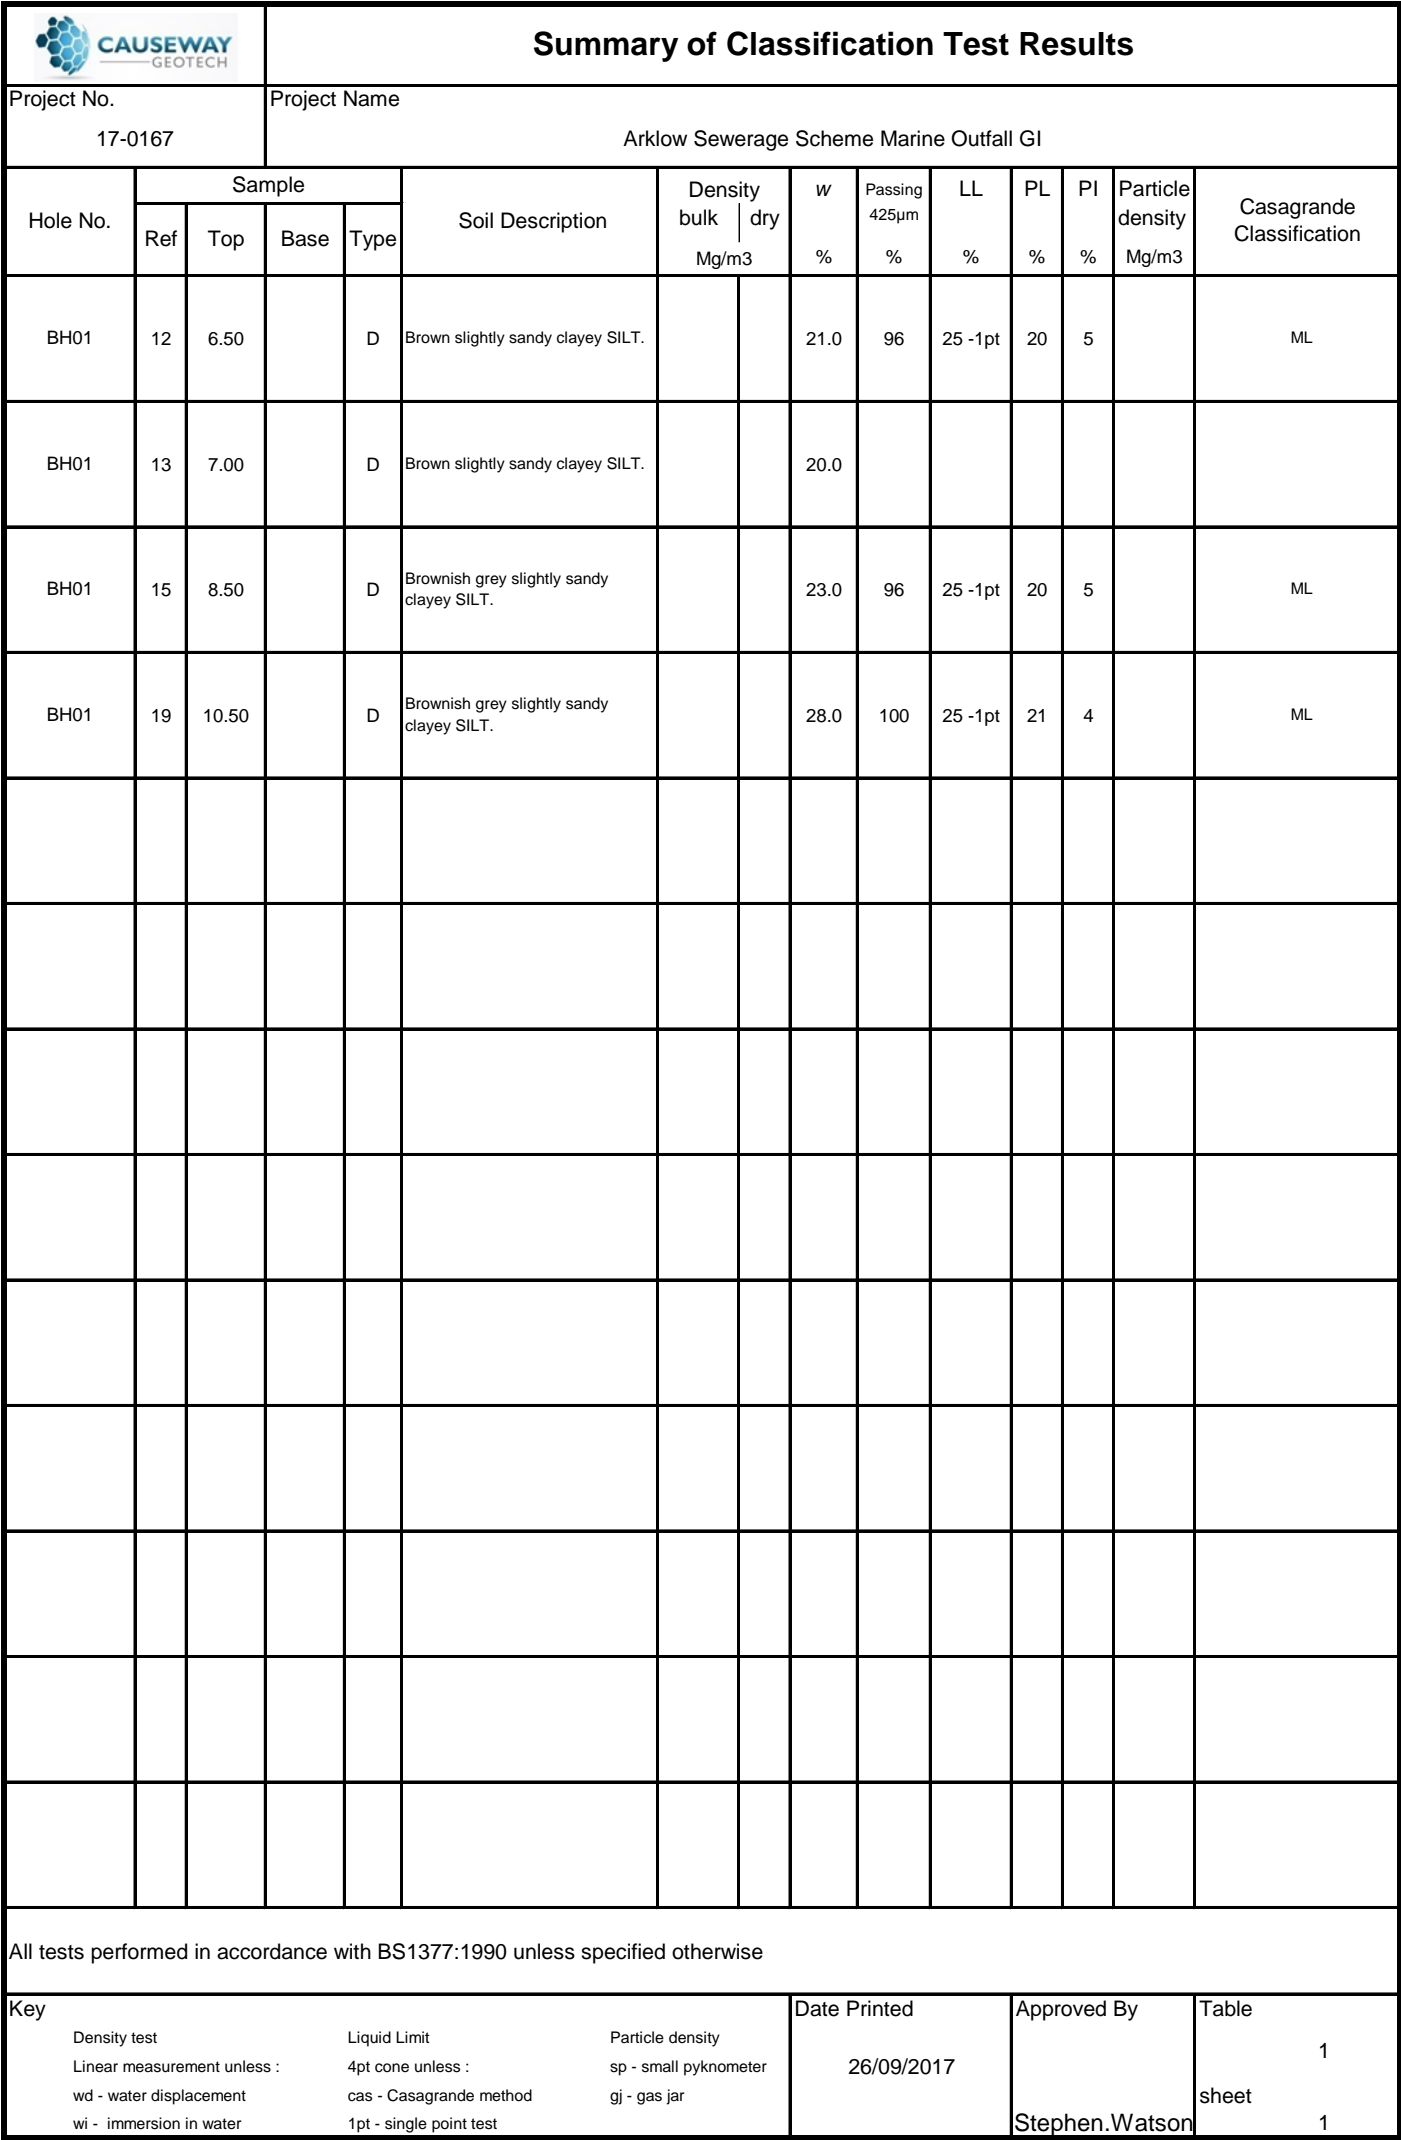 CAUSEWAY
GEOTECH
Summary of Classification Test Results
Project No.
17-0167
Project Name
Arklow Sewerage Scheme Marine Outfall GI
Hole No.
Sample
Ref Top Base Type
Soil Description
Density
bulk dry
Mg/m3
w
%
Passing
425µm
%
LL
%
PL
%
PI
%
Particle
density
Mg/m3
Casagrande
Classification
BH01 12 6.50 D Brown slightly sandy clayey SILT. 21.0 96 25 -1pt 20 5 ML
BH01 13 7.00 D Brown slightly sandy clayey SILT. 20.0
BH01 15 8.50 D Brownish grey slightly sandy
clayey SILT. 23.0 96 25 -1pt 20 5 ML
BH01 19 10.50 D Brownish grey slightly sandy
clayey SILT. 28.0 100 25 -1pt 21 4 ML
All tests performed in accordance with BS1377:1990 unless specified otherwise
Key
Density test
Linear measurement unless :
wd - water displacement
wi - immersion in water
Liquid Limit
4pt cone unless :
cas - Casagrande method
1pt - single point test
Particle density
sp - small pyknometer
gj - gas jar
Date Printed
26/09/2017
Approved By
Stephen.Watson
Table
1
sheet
1